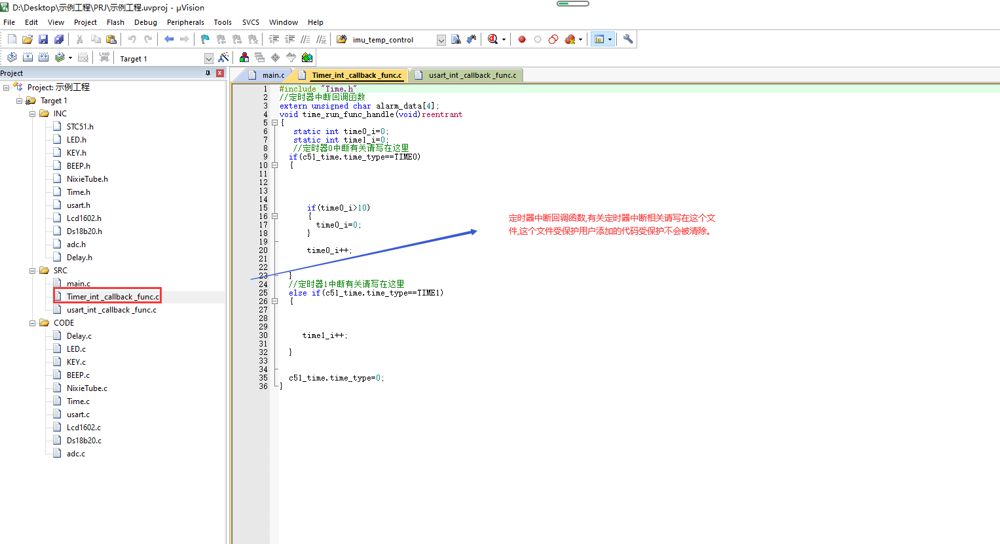 D:\Desktop\示例工程\PRJ\示例工程.uvproj - µVision
File Edit View Project Flash Debug Peripherals Tools SVCS Window Help
imu_temp_control
LOAD
Target 1
Project
Project: 示例工程
Target 1
INC
STC51.h
LED.h
KEY.h
BEEP.h
NixieTube.h
Time.h
usart.h
Lcd1602.h
Ds18b20.h
adc.h
Delay.h
SRC
main.c
Timer_int _callback _func.c
usart_int _callback _func.c
CODE
Delay.c
LED.c
KEY.c
BEEP.c
NixieTube.c
Time.c
usart.c
Lcd1602.c
Ds18b20.c
adc.c
main.c Timer_int _callback _func.c usart_int _callback _func.c
1 #include "Time.h"
2 //定时器中断回调函数
3 extern unsigned char alarm_data[4];
4 void time_run_func_handle(void)reentrant
5 {
6 static int time0_i=0;
7 static int time1_i=0;
8 //定时器0中断有关请写在这里
9 if(c51_time.time_type==TIME0)
10 {
11
12
13
14
15 if(time0_i>10)
16 {
17 time0_i=0;
18 }
19
20 time0_i++;
21
22
23 }
24 //定时器1中断有关请写在这里
25 else if(c51_time.time_type==TIME1)
26 {
27
28
29
30 time1_i++;
31
32 }
33
34
35 c51_time.time_type=0;
36 }
定时器中断回调函数,有关定时器中断相关请写在这个文
件,这个文件受保护用户添加的代码受保护不会被清除。